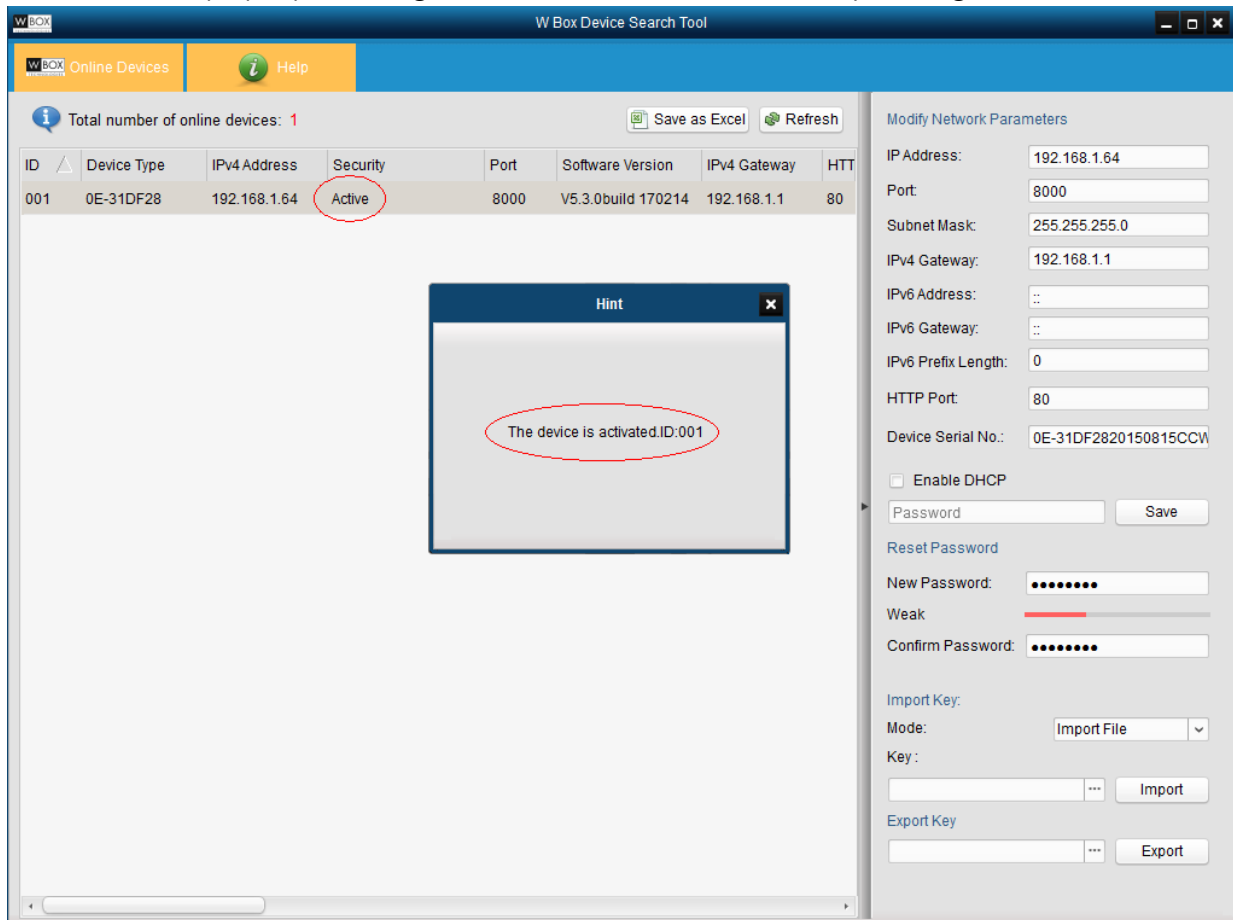 W BOX
W Box Device Search Tool
W BOX Online Devices
Help
Total number of online devices: 1
Save as Excel
Refresh
ID Device Type IPv4 Address Security Port Software Version IPv4 Gateway HTT
001 0E-31DF28 192.168.1.64 Active 8000 V5.3.0build 170214 192.168.1.1 80
Hint
The device is activated.ID:001
Modify Network Parameters
IP Address: 192.168.1.64
Port: 8000
Subnet Mask: 255.255.255.0
IPv4 Gateway: 192.168.1.1
IPv6 Address: ::
IPv6 Gateway: ::
IPv6 Prefix Length: 0
HTTP Port: 80
Device Serial No.: 0E-31DF2820150815CCW
Enable DHCP
Password Save
Reset Password
New Password: ●●●●●●●●
Weak
Confirm Password: ●●●●●●●●
Import Key:
Mode: Import File
Key :
... Import
Export Key
... Export